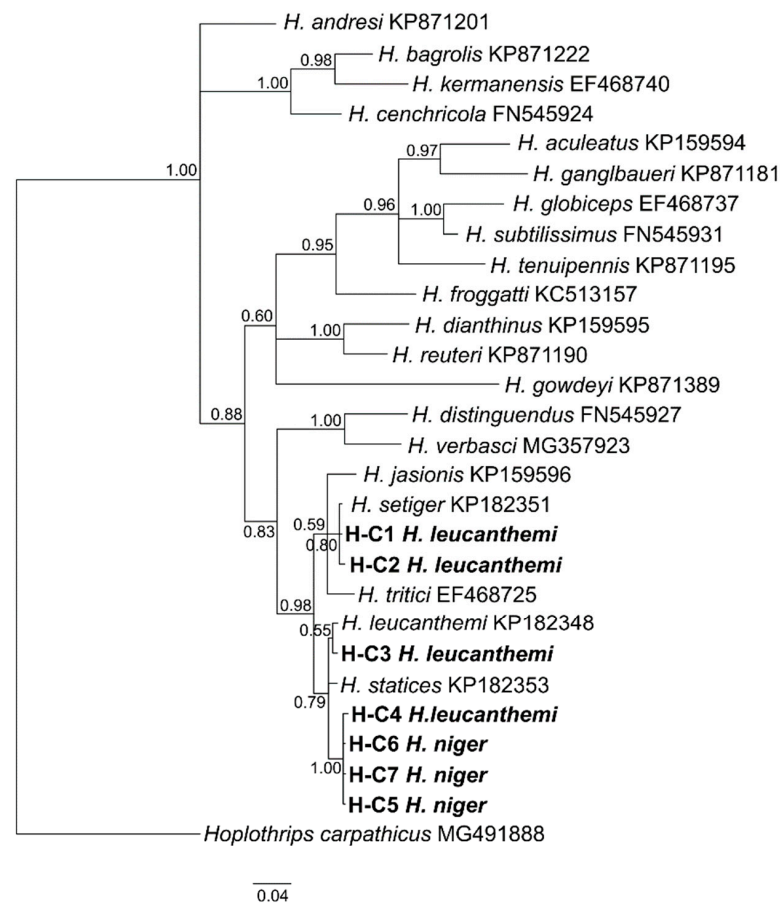 H. andresi KP871201
H. bagrolis KP871222
0.98
H. kermanensis EF468740
1.00
H. cenchricola FN545924
H. aculeatus KP159594
0.97
H. ganglbaueri KP871181
1.00
H. globiceps EF468737
0.96
1.00
H. subtilissimus FN545931
0.95
H. tenuipennis KP871195
H. froggatti KC513157
0.60
H. dianthinus KP159595
1.00
H. reuteri KP871190
H. gowdeyi KP871389
0.88
H. distinguendus FN545927
1.00
H. verbasci MG357923
H. jasionis KP159596
H. setiger KP182351
0.59
0.83
H-C1 H. leucanthemi
0.80
H-C2 H. leucanthemi
H. tritici EF468725
0.98
H. leucanthemi KP182348
0.55
H-C3 H. leucanthemi
H. statices KP182353
0.79
H-C4 H.leucanthemi
H-C6 H. niger
1.00
H-C7 H. niger
H-C5 H. niger
Hoplothrips carpathicus MG491888
0.04